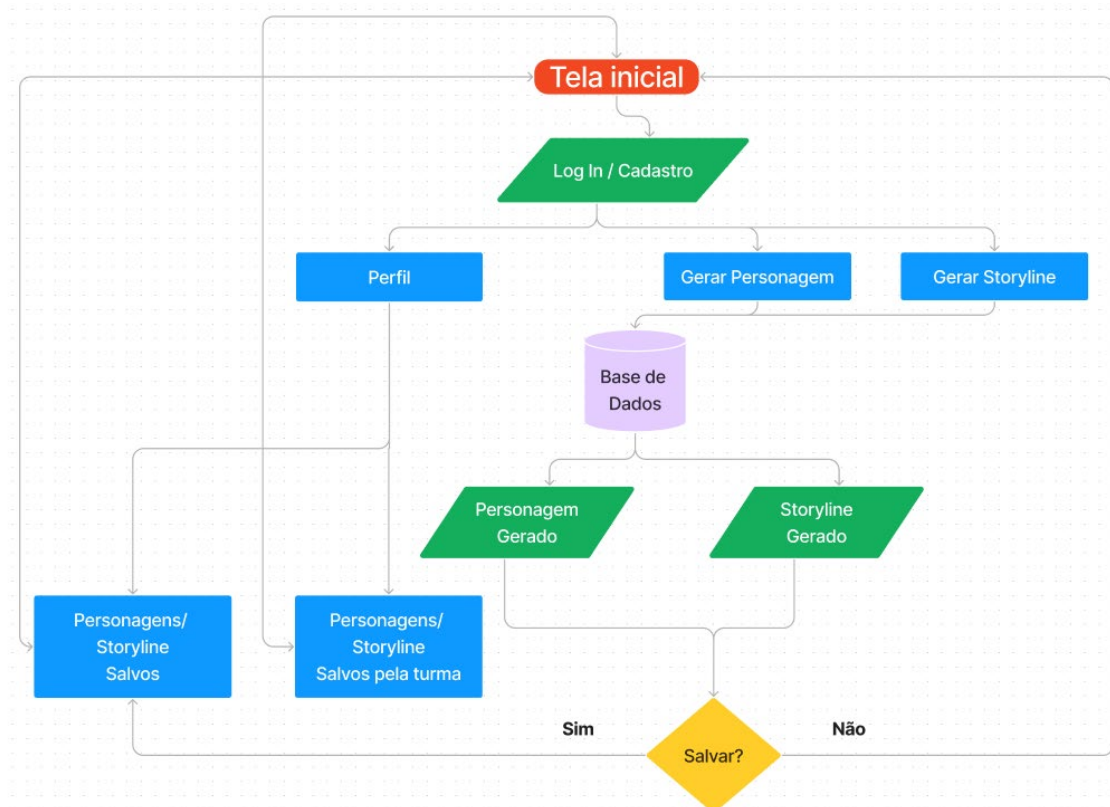 Tela inicial
Log In / Cadastro
Perfil
Gerar Personagem
Gerar Storyline
Base de
Dados
Personagem
Gerado
Storyline
Gerado
Personagens/
Storyline
Salvos
Personagens/
Storyline
Salvos pela turma
Sim
Não
Salvar?